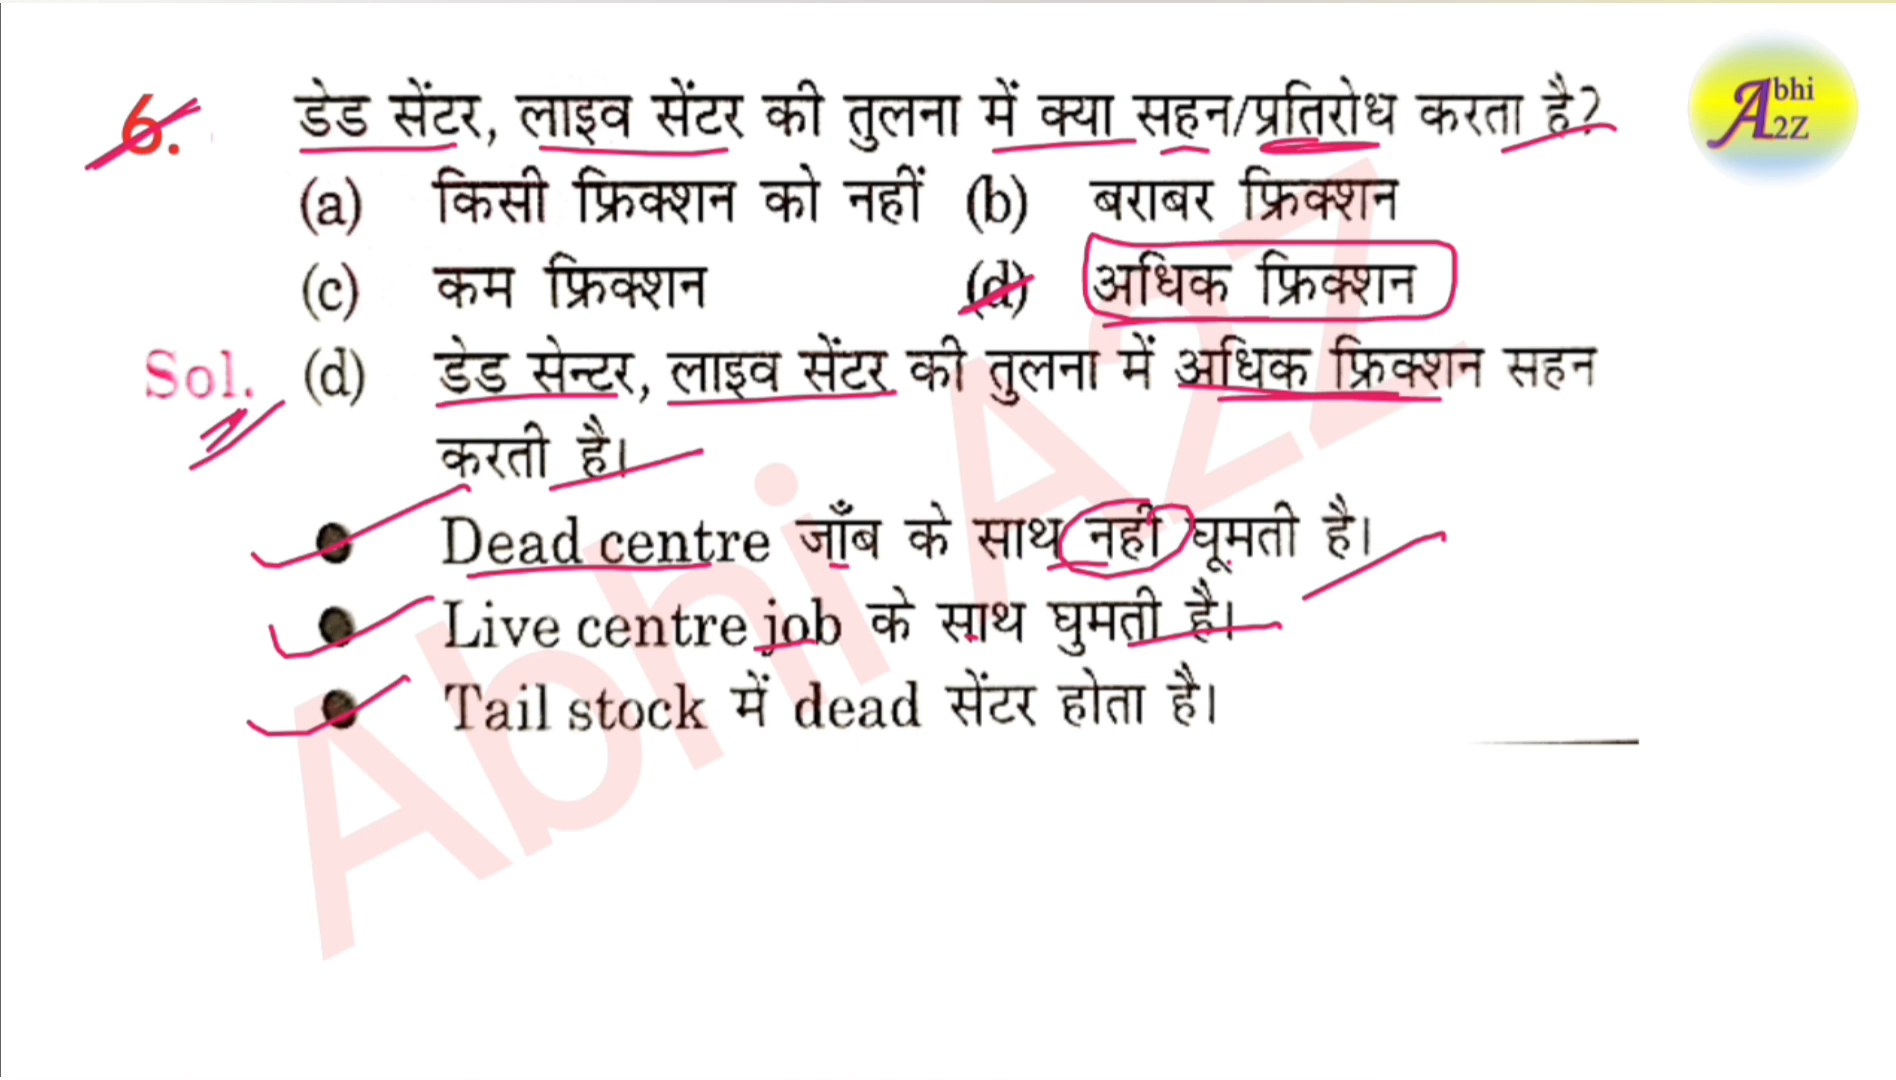 6. डेड सेंटर, लाइव सेंटर की तुलना में क्या सहन/प्रतिरोध करता है?
(a) किसी फ्रिक्शन को नहीं (b) बराबर फ्रिक्शन
(c) कम फ्रिक्शन (d) अधिक फ्रिक्शन
Sol. (d) डेड सेन्टर, लाइव सेंटर की तुलना में अधिक फ्रिक्शन सहन
करती है।
● Dead centre जाँब के साथ नहीं घूमती है।
● Live centre job के साथ घुमती है।
● Tail stock में dead सेंटर होता है।
Abhi A2Z
Abhi A2Z